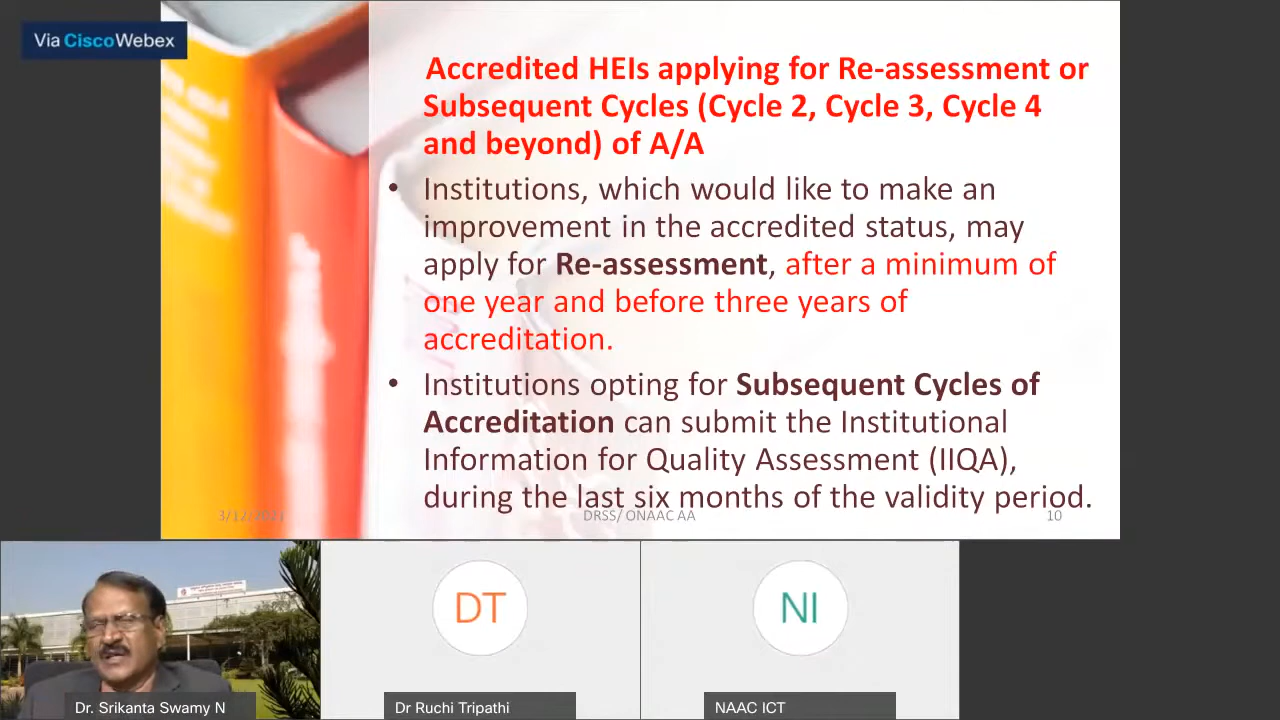 Via CiscoWebex
Accredited HEIs applying for Re-assessment or
Subsequent Cycles (Cycle 2, Cycle 3, Cycle 4
and beyond) of A/A
• Institutions, which would like to make an
improvement in the accredited status, may
apply for Re-assessment, after a minimum of
one year and before three years of
accreditation.
• Institutions opting for Subsequent Cycles of
Accreditation can submit the Institutional
Information for Quality Assessment (IIQA),
during the last six months of the validity period.
3/12/2021 DRSS/ ONAAC AA 10
DT
NI
Dr. Srikanta Swamy N
Dr Ruchi Tripathi
NAAC ICT